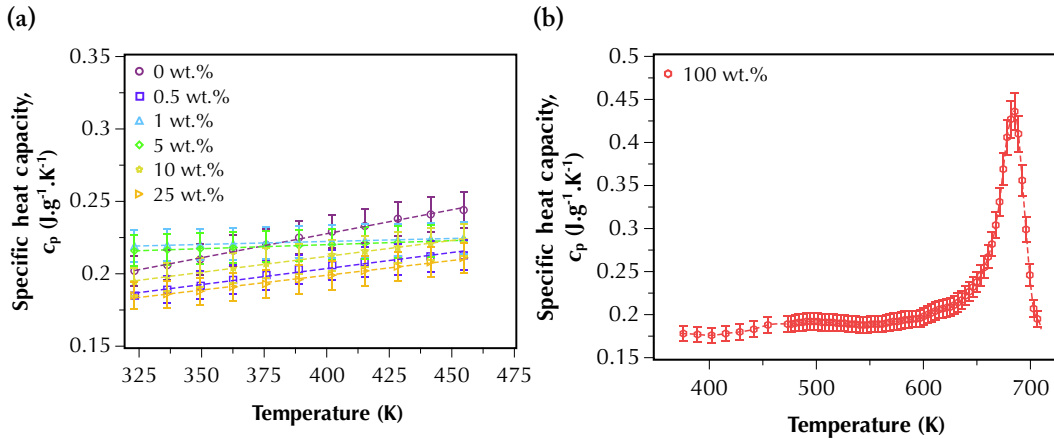 (a)
Specific heat capacity,
cₚ (J.g⁻¹.K⁻¹)
0.35
0.3
0.25
0.2
0.15
0 wt.%
0.5 wt.%
1 wt.%
5 wt.%
10 wt.%
25 wt.%
325 350 375 400 425 450 475
Temperature (K)
(b)
Specific heat capacity,
cₚ (J.g⁻¹.K⁻¹)
0.5
0.45
0.4
0.35
0.3
0.25
0.2
0.15
100 wt.%
400 500 600 700
Temperature (K)